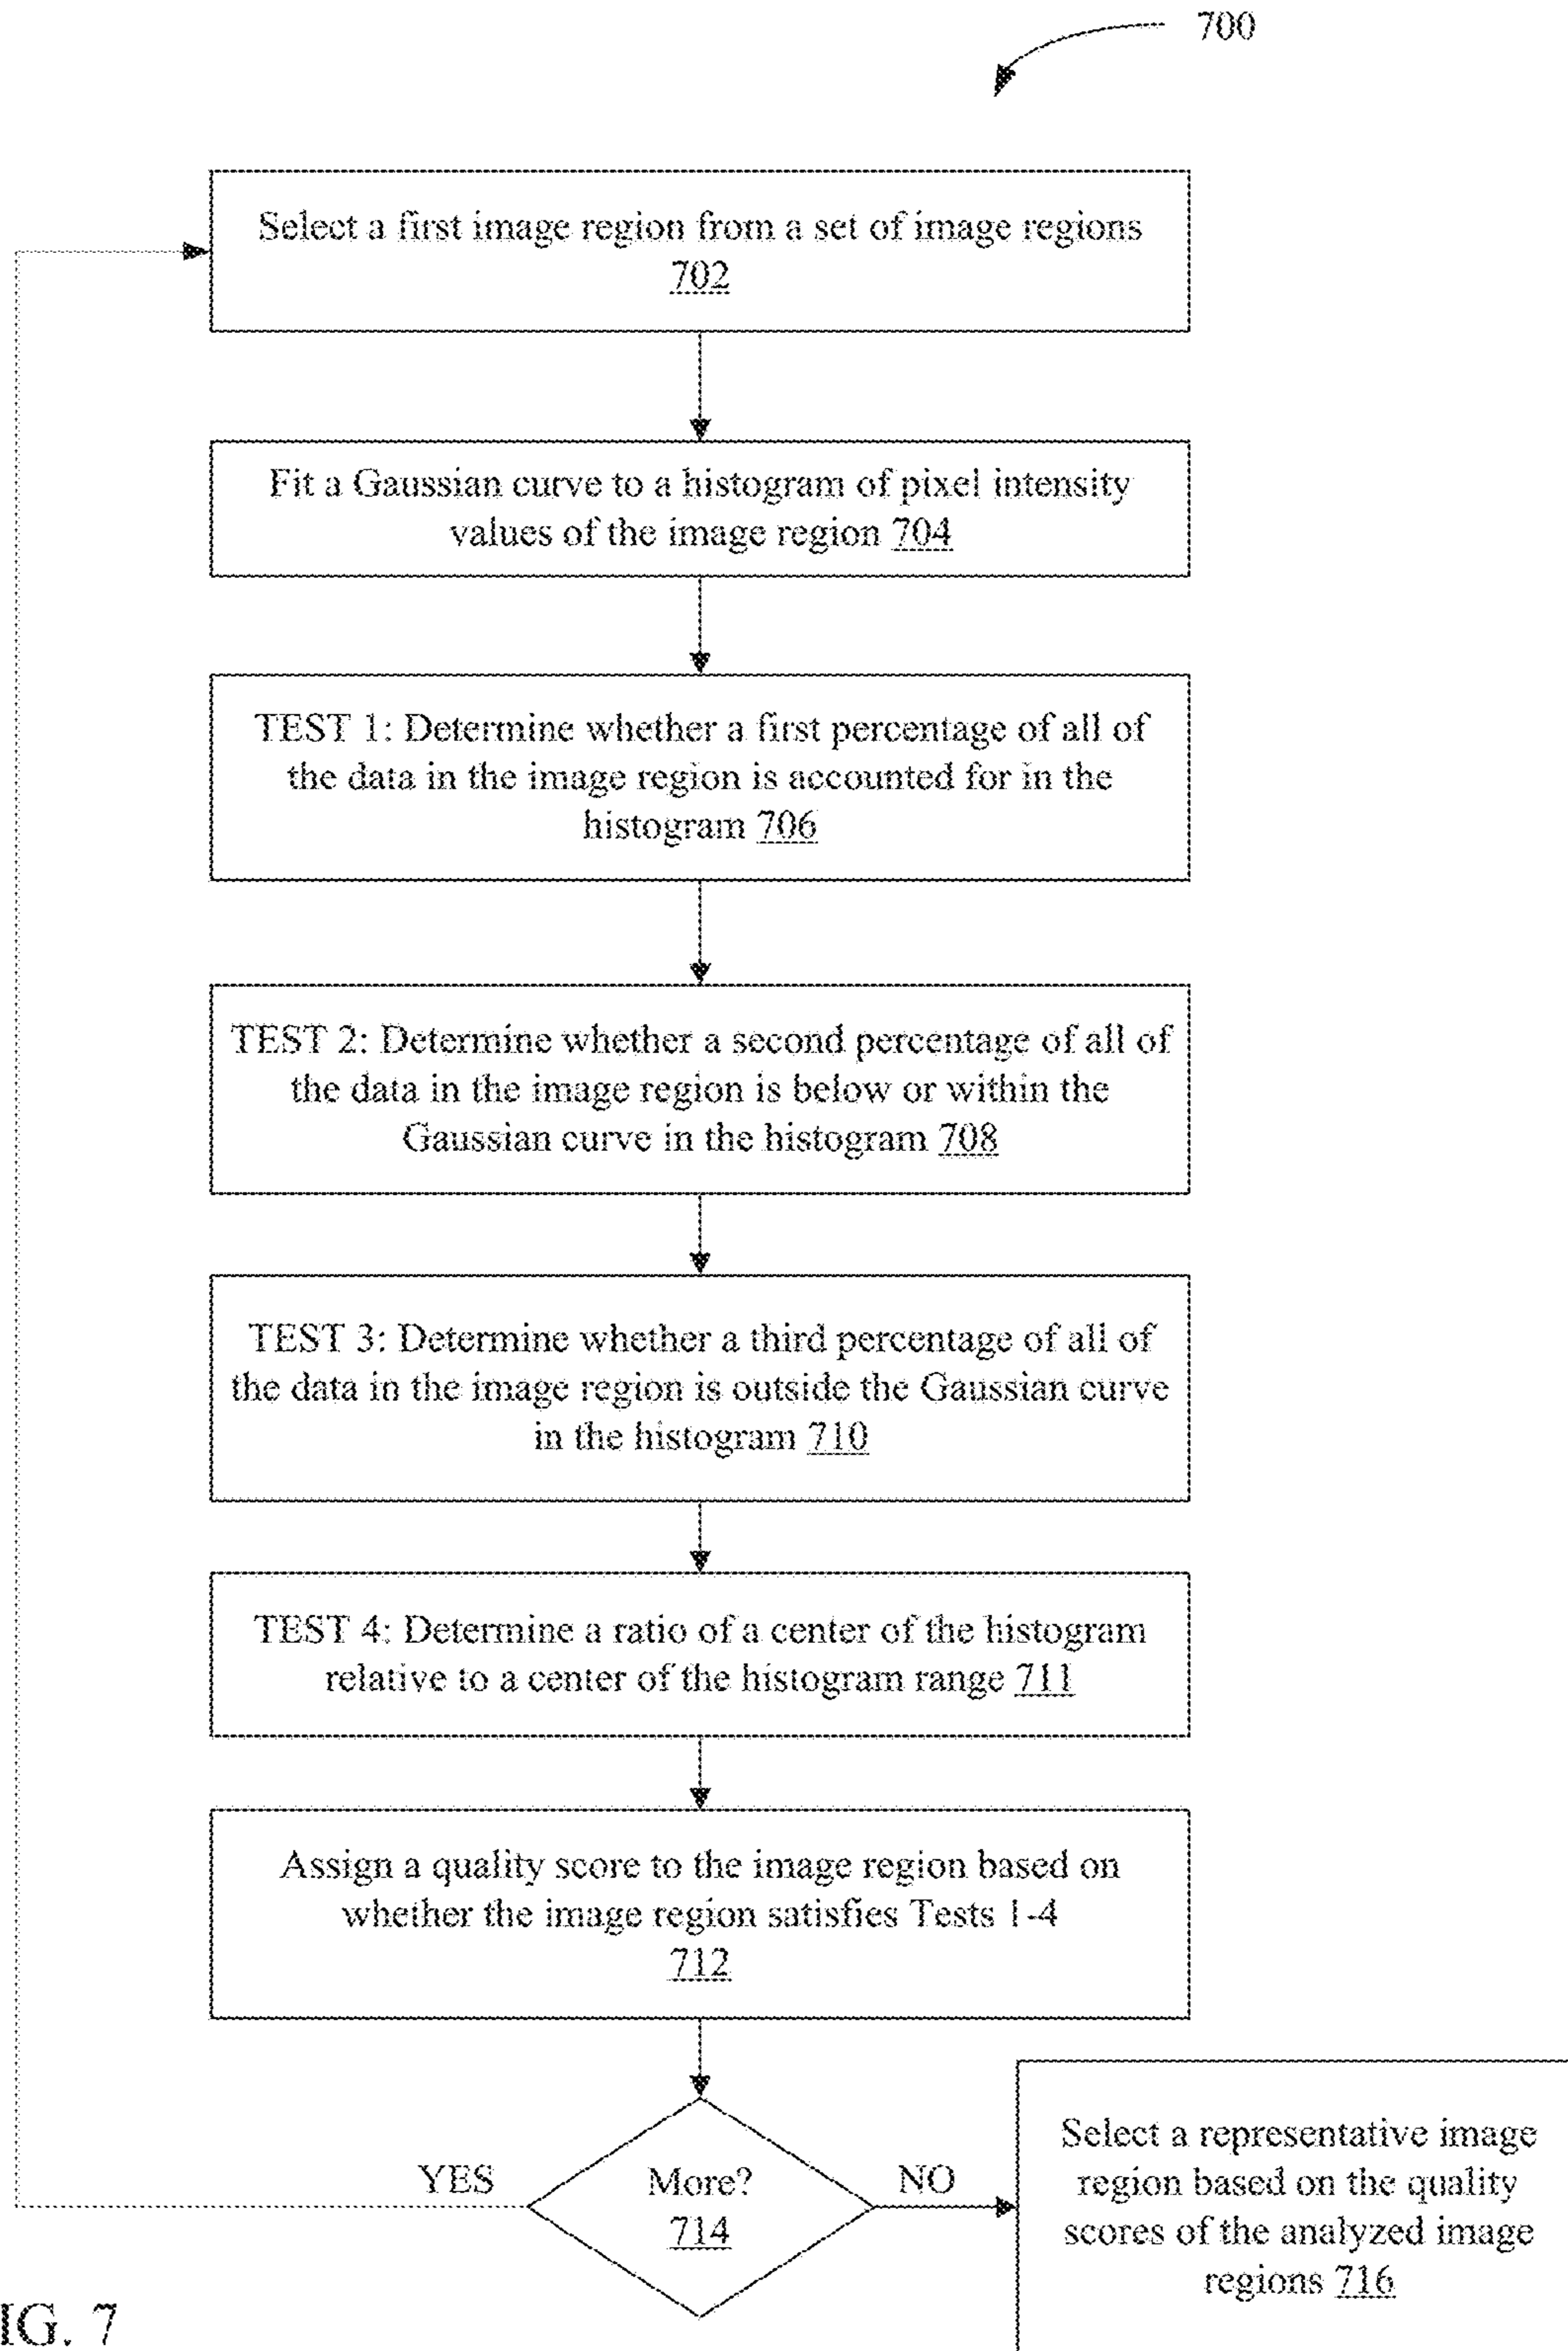 700
Select a first image region from a set of image regions
702
Fit a Gaussian curve to a histogram of pixel intensity
values of the image region 704
TEST 1: Determine whether a first percentage of all of
the data in the image region is accounted for in the
histogram 706
TEST 2: Determine whether a second percentage of all of
the data in the image region is below or within the
Gaussian curve in the histogram 708
TEST 3: Determine whether a third percentage of all of
the data in the image region is outside the Gaussian curve
in the histogram 710
TEST 4: Determine a ratio of a center of the histogram
relative to a center of the histogram range 711
Assign a quality score to the image region based on
whether the image region satisfies Tests 1-4
712
YES
More?
714
NO
Select a representative image
region based on the quality
scores of the analyzed image
regions 716
IG. 7